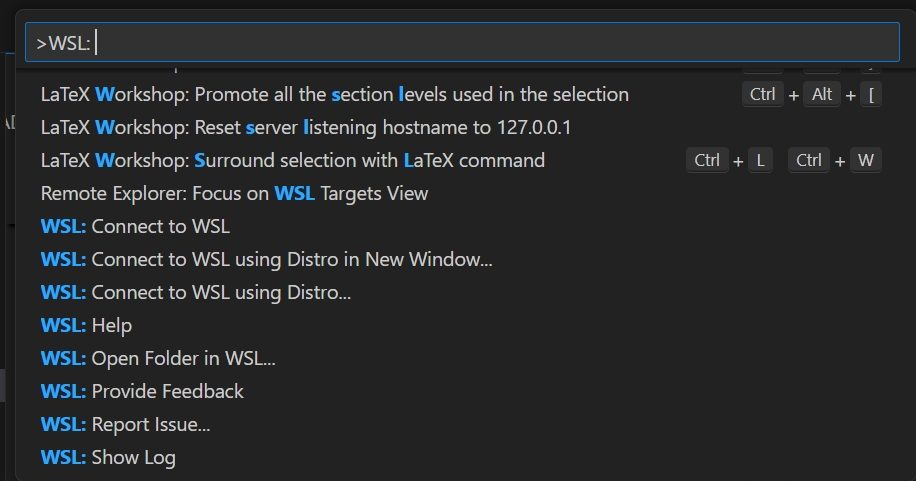 >WSL:
LaTeX Workshop: Promote all the section levels used in the selection Ctrl + Alt + [
LaTeX Workshop: Reset server listening hostname to 127.0.0.1
LaTeX Workshop: Surround selection with LaTeX command Ctrl + L Ctrl + W
Remote Explorer: Focus on WSL Targets View
WSL: Connect to WSL
WSL: Connect to WSL using Distro in New Window...
WSL: Connect to WSL using Distro...
WSL: Help
WSL: Open Folder in WSL...
WSL: Provide Feedback
WSL: Report Issue...
WSL: Show Log